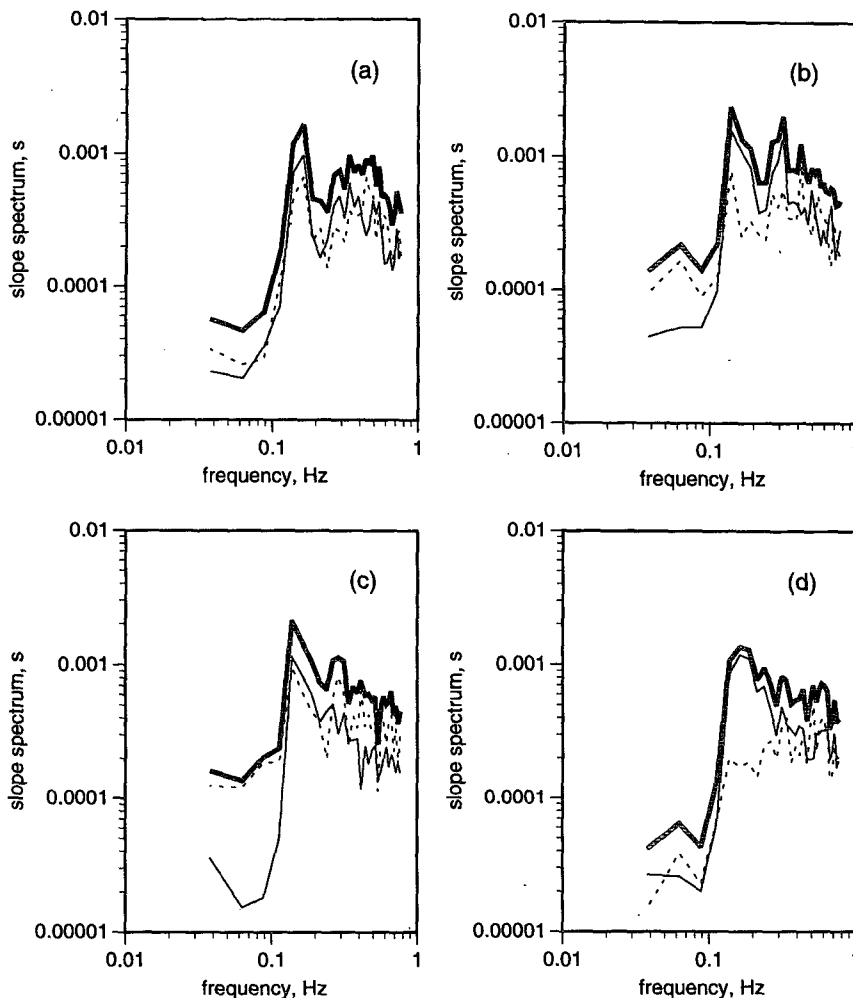 0.01
(a)
0.001
slope spectrum, s
0.0001
0.00001
0.01
0.1
1
frequency, Hz
0.01
(b)
0.001
slope spectrum, s
0.0001
0.00001
0.01
0.1
frequency, Hz
0.01
(c)
0.001
slope spectrum, s
0.0001
0.00001
0.01
0.1
1
frequency, Hz
0.01
(d)
0.001
slope spectrum, s
0.0001
0.00001
0.01
0.1
frequency, Hz